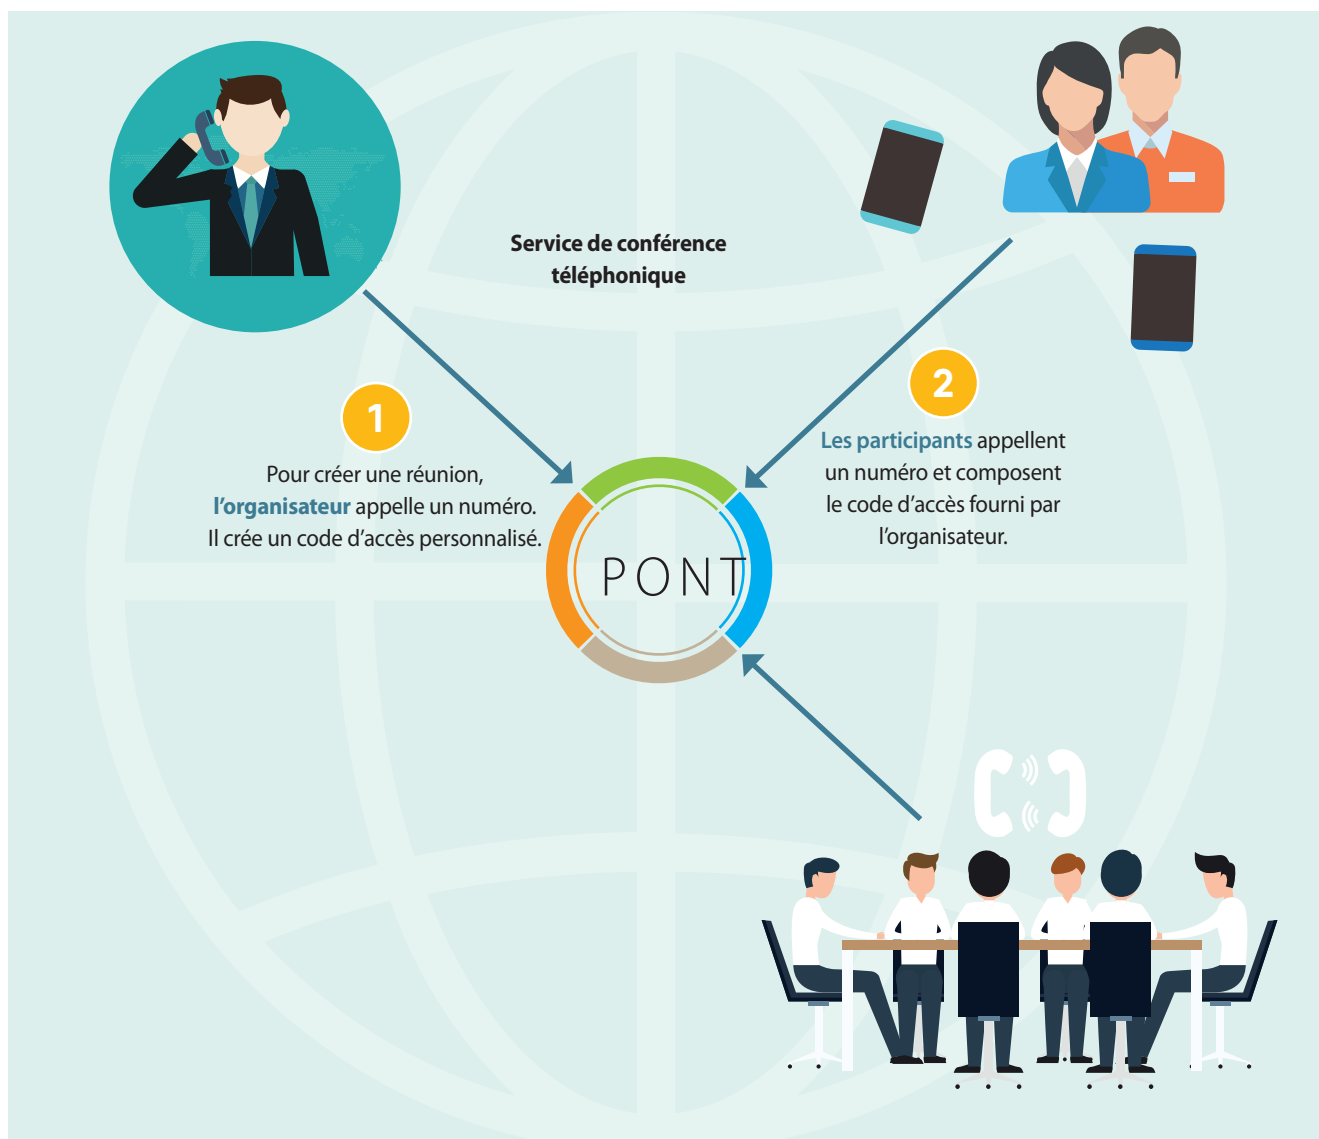 Service de conférence
téléphonique
1
Pour créer une réunion,
l’organisateur appelle un numéro.
Il crée un code d’accès personnalisé.
2
Les participants appellent
un numéro et composent
le code d’accès fourni par
l’organisateur.
PONT